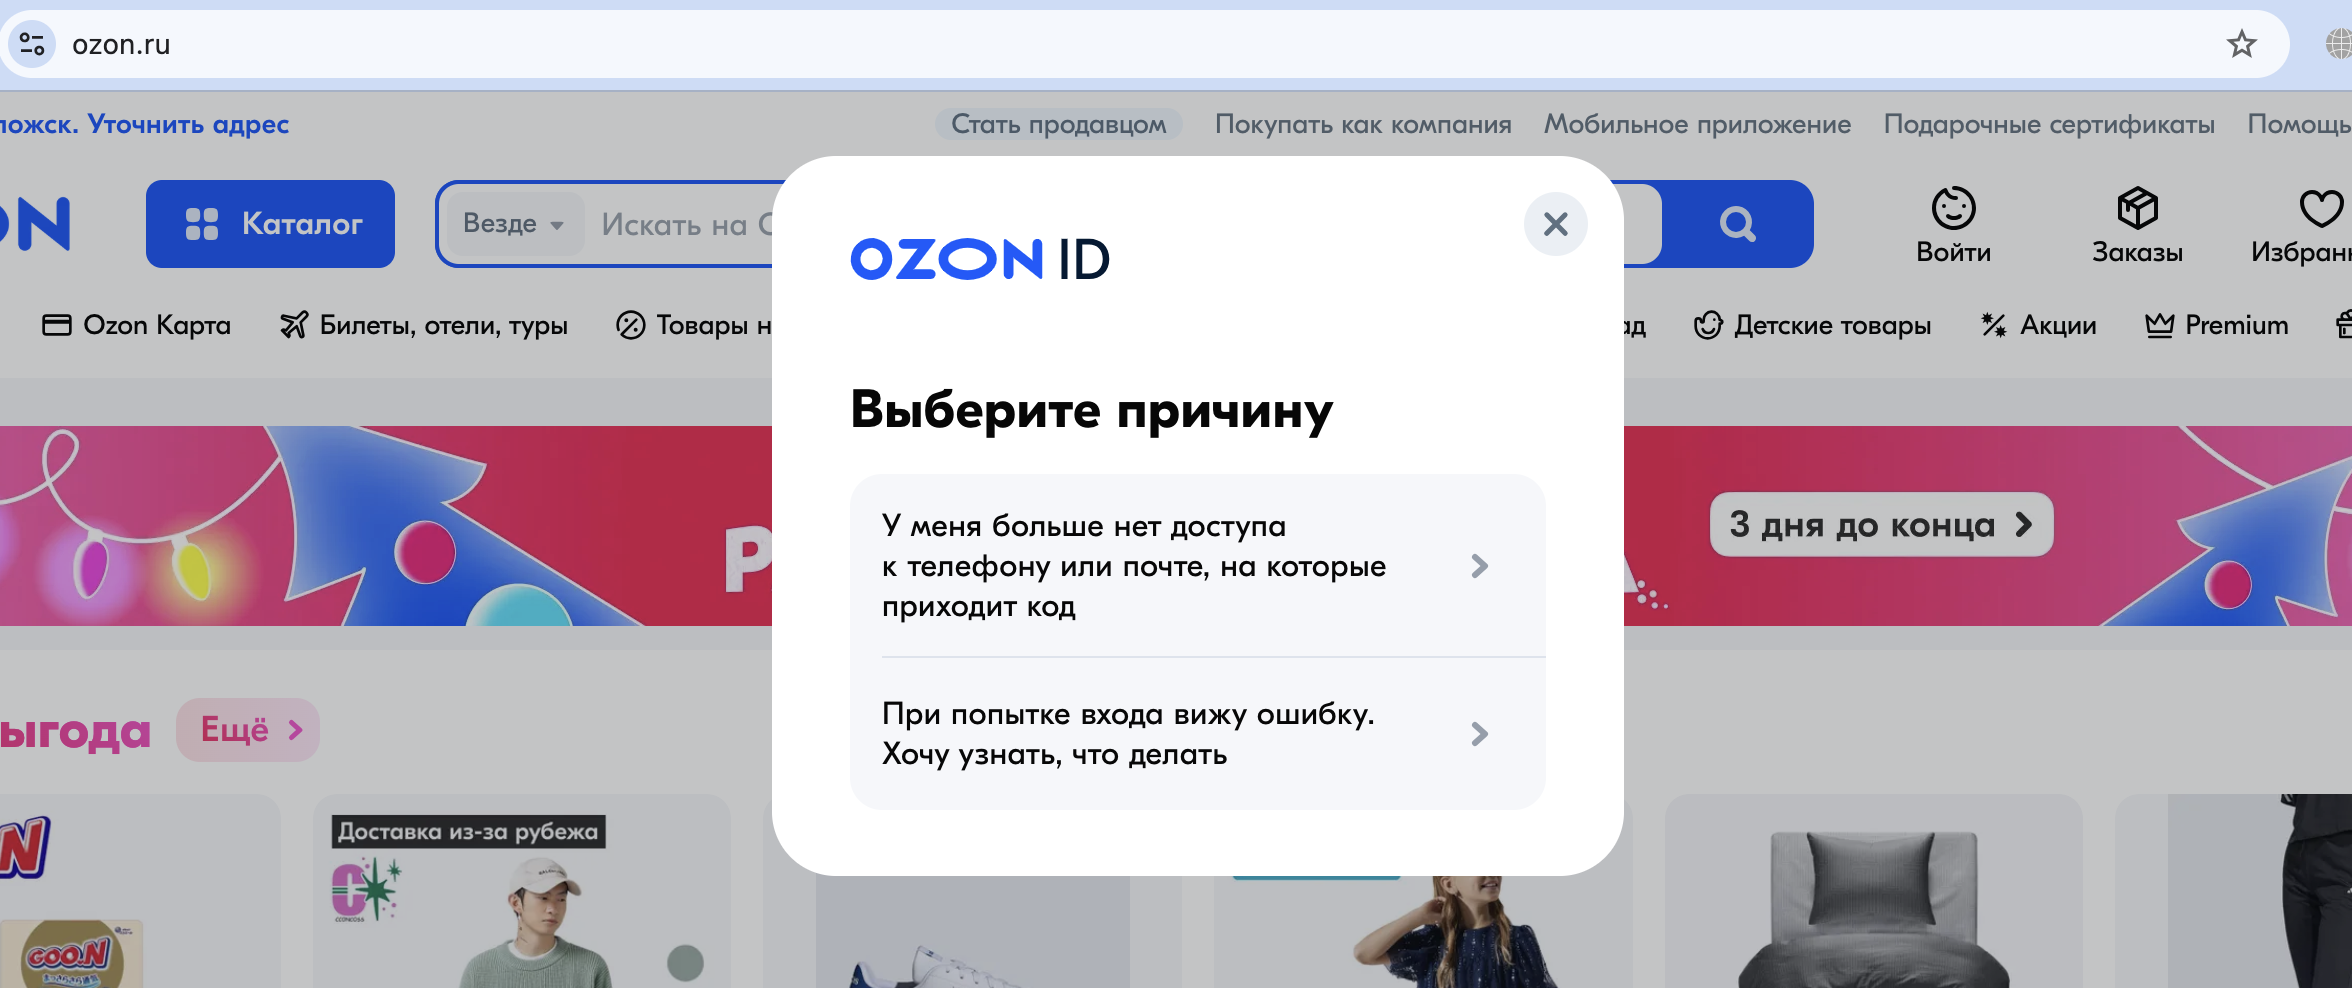 ozon.ru
Уточнить адрес
Стать продавцом
Покупать как компания
Мобильное приложение
Подарочные сертификаты
Помощь
Каталог
Везде
Искать на
Войти
Заказы
Ozon Карта
Билеты, отели, туры
Товары
Детские товары
Акции
Premium
OZON ID
Выберите причину
У меня больше нет доступа
к телефону или почте, на которые
приходит код
При попытке входа вижу ошибку.
Хочу узнать, что делать
3 дня до конца
Ещё
Доставка из-за рубежа
GOO.N